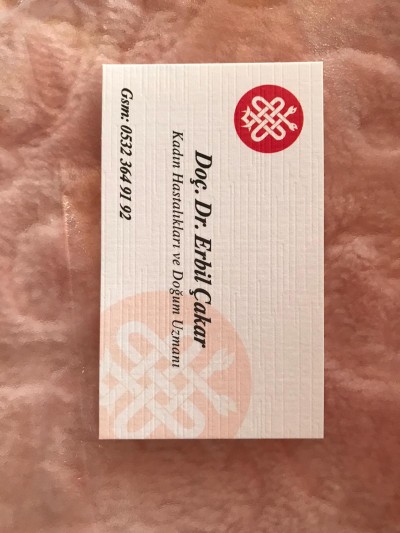 Doç. Dr. Erbil Çakar
Kadın Hastalıkları ve Doğum Uzmanı
Gsm: 0532 364 91 92